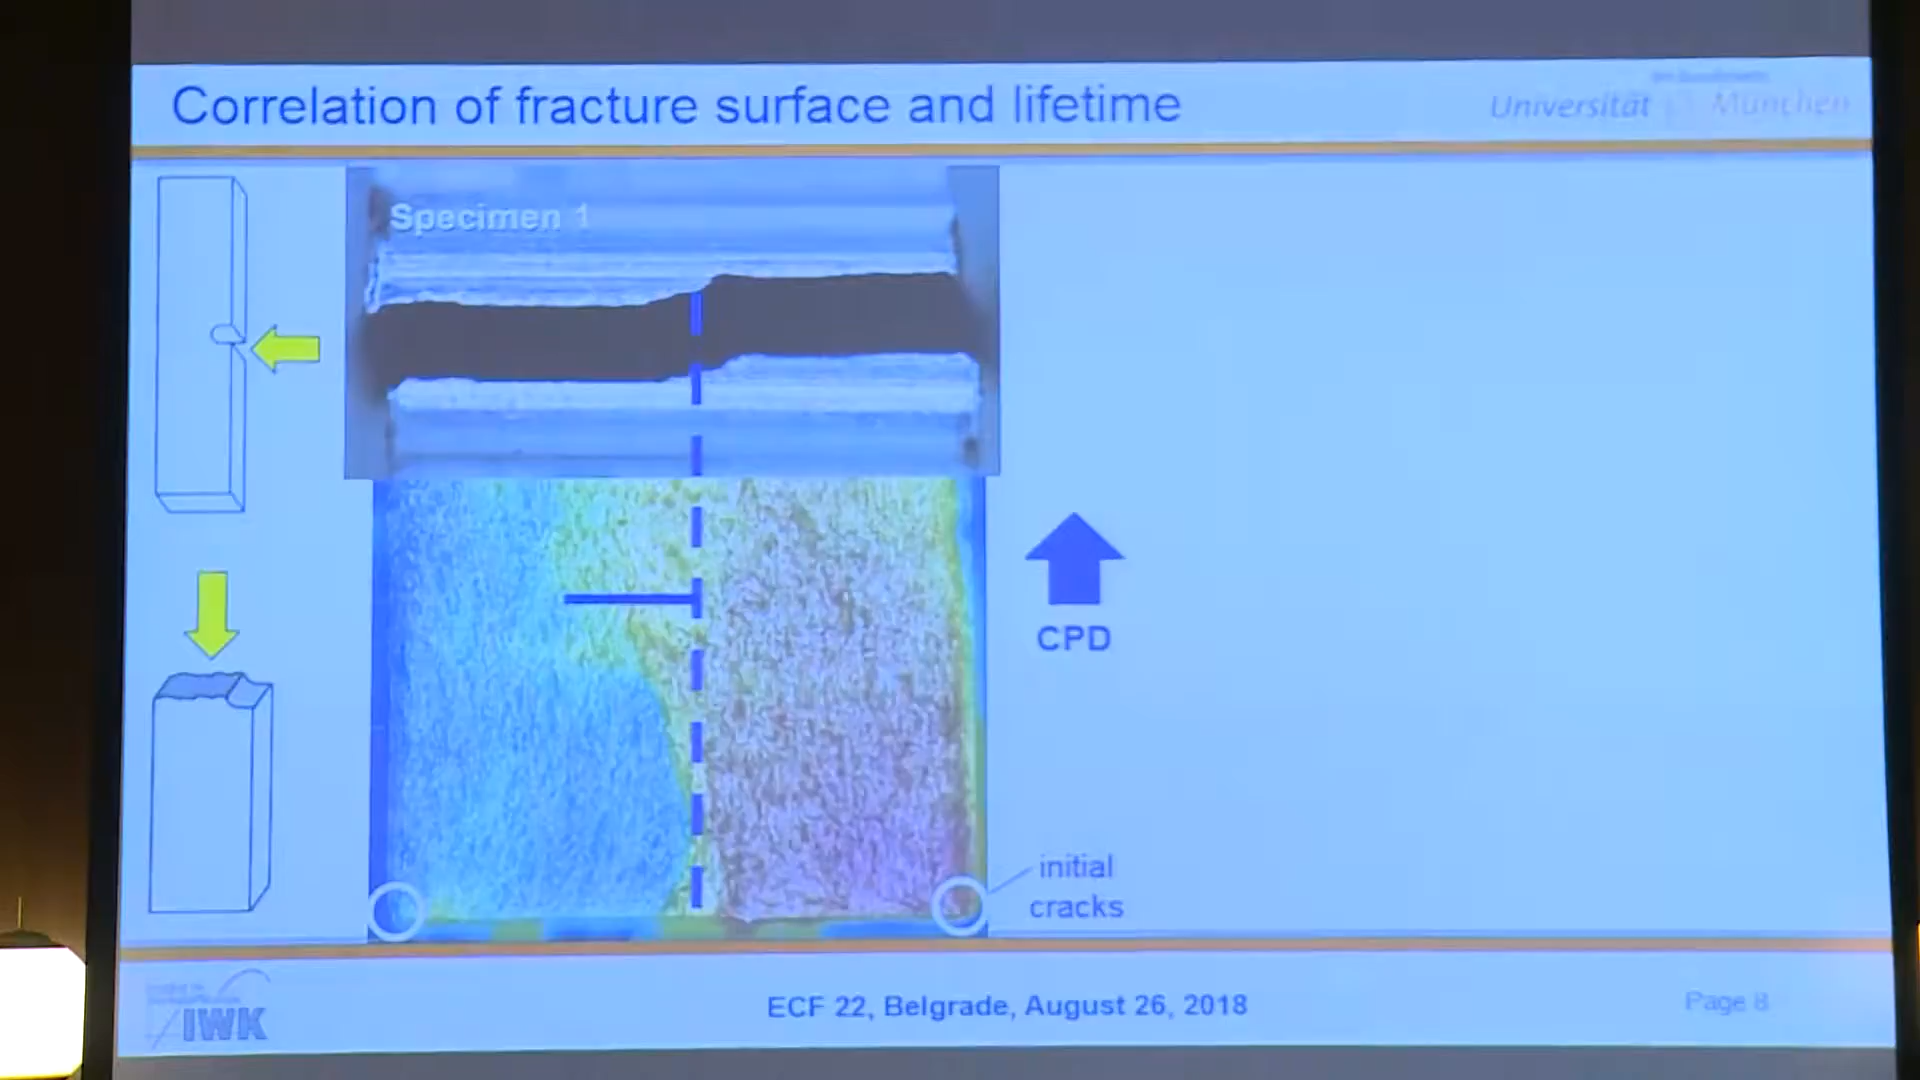 Correlation of fracture surface and lifetime
Universität München
Specimen 1
CPD
initial
cracks
IWK
ECF 22, Belgrade, August 26, 2018
Page 8